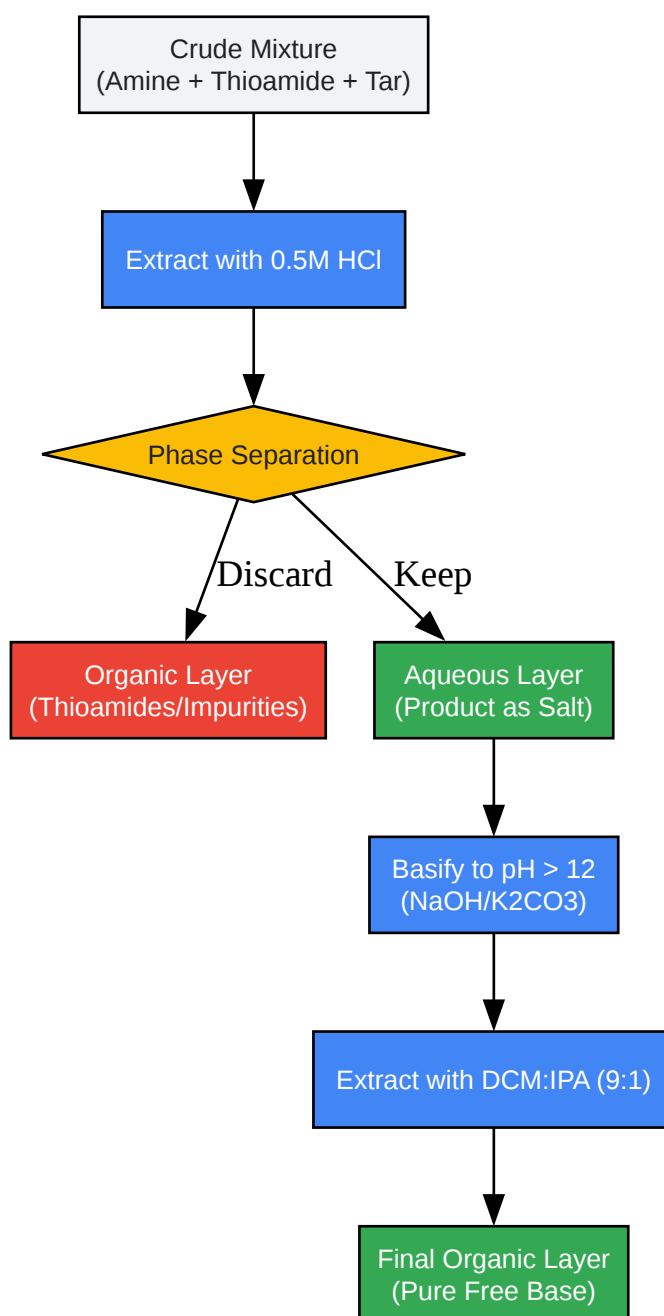 Crude Mixture
(Amine + Thioamide + Tar)
Extract with 0.5M HCl
Phase Separation
Discard
Keep
Organic Layer
(Thioamides/Impurities)
Aqueous Layer
(Product as Salt)
Basify to pH > 12
(NaOH/K2CO3)
Extract with DCM:IPA (9:1)
Final Organic Layer
(Pure Free Base)